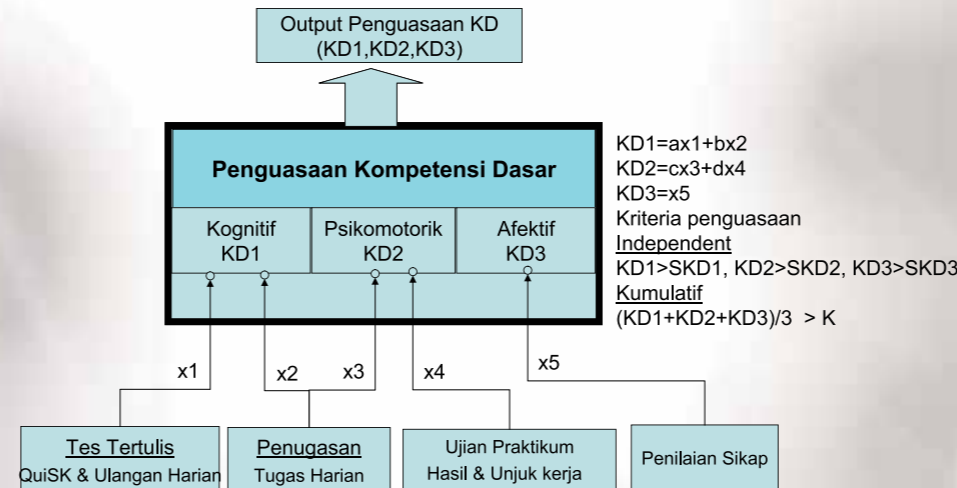 Output Penguasaan KD
(KD1,KD2,KD3)
Penguasaan Kompetensi Dasar
Kognitif
KD1
Psikomotorik
KD2
Afektif
KD3
KD1=ax1+bx2
KD2=cx3+dx4
KD3=x5
Kriteria penguasaan
Independent
KD1>SKD1, KD2>SKD2, KD3>SKD3
Kumulatif
(KD1+KD2+KD3)/3 > K
x1
x2
x3
x4
x5
Tes Tertulis
QuiSK & Ulangan Harian
Penugasan
Tugas Harian
Ujian Praktikum
Hasil & Unjuk kerja
Penilaian Sikap